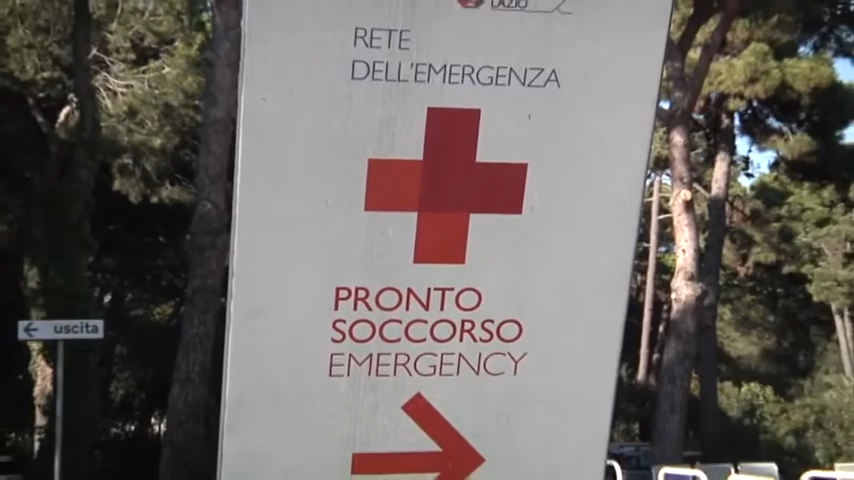 LAZIO
RETE
DELL'EMERGENZA
PRONTO
SOCCORSO
EMERGENCY
uscita